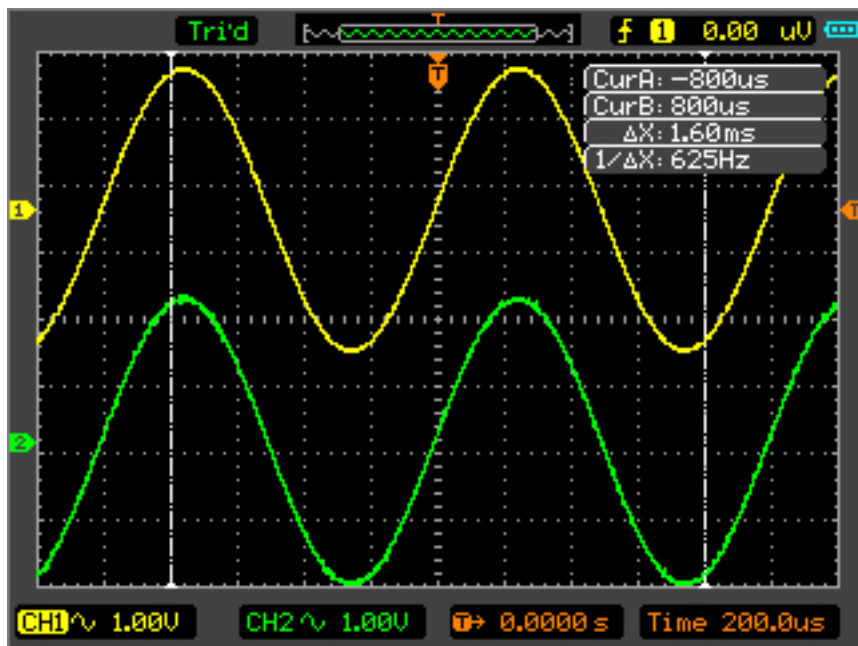 Tri'd T 1 0.00 uV
T
CurA: -800us
CurB: 800us
ΔX: 1.60ms
1/ΔX: 625Hz
1
T
2
CH1 1.00V CH2 1.00V T 0.0000s Time 200.0us